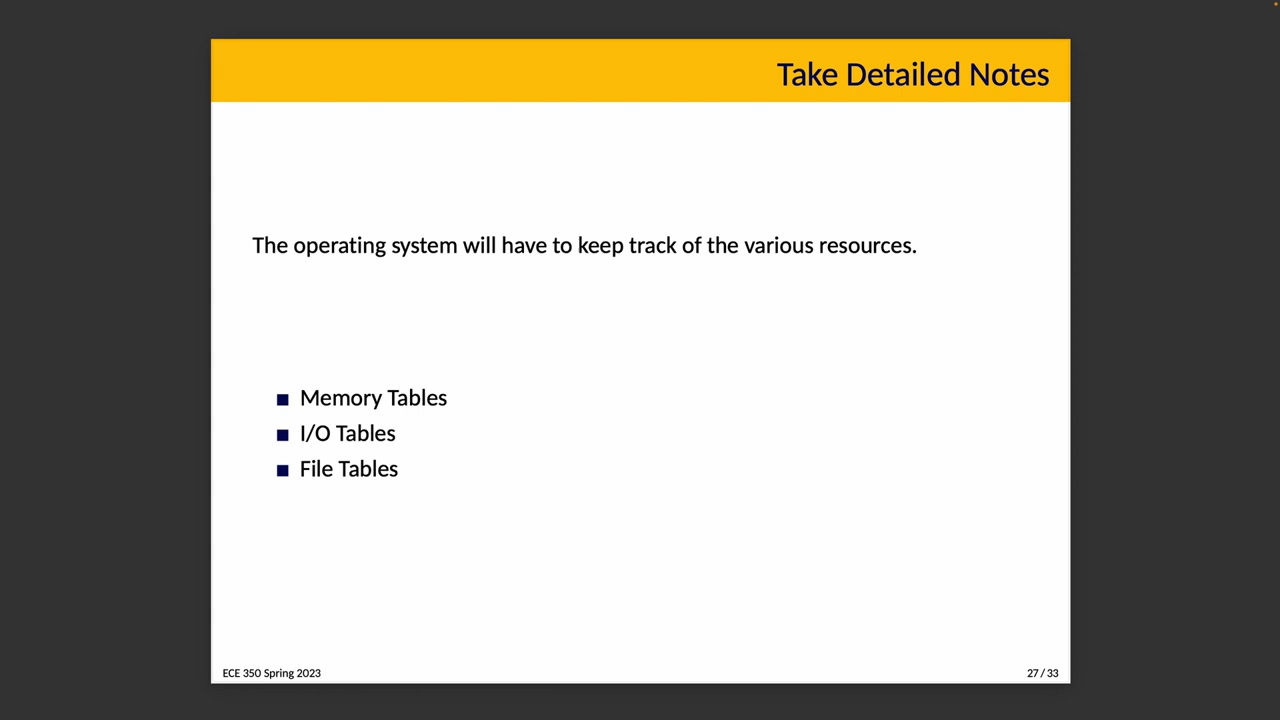 Take Detailed Notes
The operating system will have to keep track of the various resources.
■ Memory Tables
■ I/O Tables
■ File Tables
ECE 350 Spring 2023
27 / 33